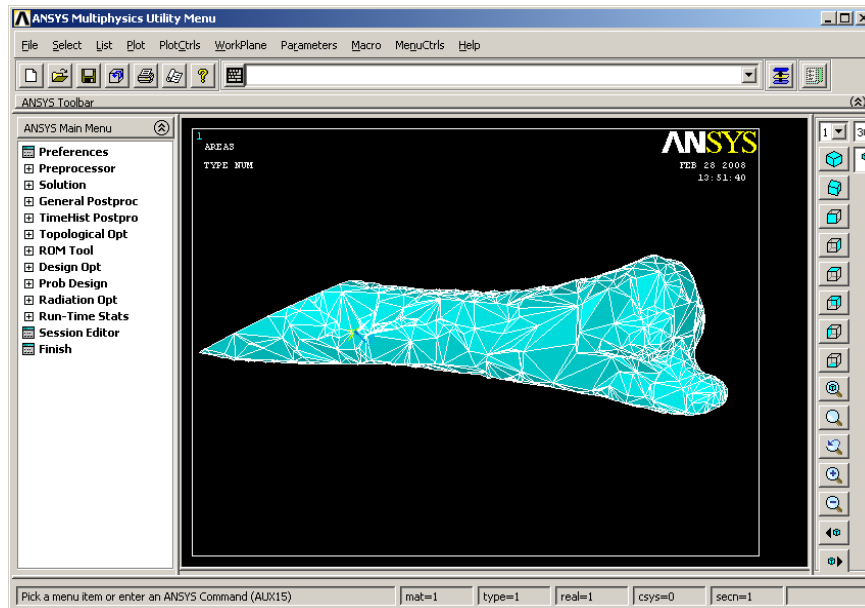 ANSYS Multiphysics Utility Menu
File Select List Plot PlotCtrls WorkPlane Parameters Macro MenuCtrls Help
ANSYS Toolbar
ANSYS Main Menu
Preferences
Preprocessor
Solution
General Postproc
TimeHist Postpro
Topological Opt
ROM Tool
Design Opt
Prob Design
Radiation Opt
Run-Time Stats
Session Editor
Finish
1
AREAS
TYPE NUM
ANSYS
FEB 28 2008
13:51:40
1
Pick a menu item or enter an ANSYS Command (AUX15) mat=1 type=1 real=1 csys=0 secn=1